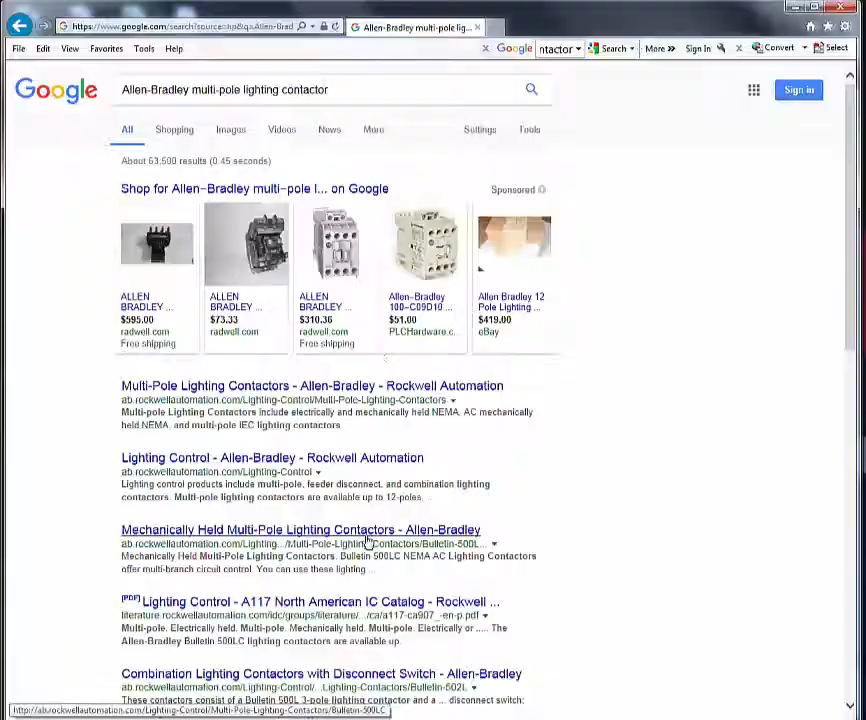 https://www.google.com/search?source=hp&q=Allen-Brad
Allen-Bradley multi-pole lig...
File Edit View Favorites Tools Help
Google ntactor Search More » Sign In Convert Select
Google Allen-Bradley multi-pole lighting contactor Sign in
All Shopping Images Videos News More Settings Tools
About 63,500 results (0.45 seconds)
Shop for Allen-Bradley multi-pole l... on Google Sponsored
ALLEN BRADLEY ...
$595.00
radwell.com
Free shipping
ALLEN BRADLEY ...
$73.33
radwell.com
ALLEN BRADLEY ...
$310.36
radwell.com
Free shipping
Allen-Bradley
100-C09D10 ...
$51.00
PLCHardware.c...
Allen Bradley 12
Pole Lighting ...
$419.00
eBay
Multi-Pole Lighting Contactors - Allen-Bradley - Rockwell Automation
ab.rockwellautomation.com/Lighting-Control/Multi-Pole-Lighting-Contactors
Multi-pole Lighting Contactors include electrically and mechanically held NEMA, AC mechanically
held NEMA, and multi-pole IEC lighting contactors
Lighting Control - Allen-Bradley - Rockwell Automation
ab.rockwellautomation.com/Lighting-Control
Lighting control products include multi-pole, feeder disconnect, and combination lighting
contactors. Multi-pole lighting contactors are available up to 12-poles, ...
Mechanically Held Multi-Pole Lighting Contactors - Allen-Bradley
ab.rockwellautomation.com/Lighting.../Multi-Pole-Lighting-Contactors/Bulletin-500L...
Mechanically Held Multi-Pole Lighting Contactors. Bulletin 500LC NEMA AC Lighting Contactors
offer multi-branch circuit control. You can use these lighting ...
[PDF] Lighting Control - A117 North American IC Catalog - Rockwell ...
literature.rockwellautomation.com/idc/groups/literature/.../ca/a117-ca907_-en-p.pdf
Multi-pole. Electrically held. Multi-pole. Mechanically held. Multi-pole. Electrically or ..... The
Allen-Bradley Bulletin 500LC lighting contactors are available up.
Combination Lighting Contactors with Disconnect Switch - Allen-Bradley
ab.rockwellautomation.com/Lighting-Control/...Lighting-Contactors/Bulletin-502L
These contactors consist of a Bulletin 500L 3-pole lighting contactor and a ... disconnect switch:
http://ab.rockwellautomation.com/Lighting-Control/Multi-Pole-Lighting-Contactors/Bulletin-500LC